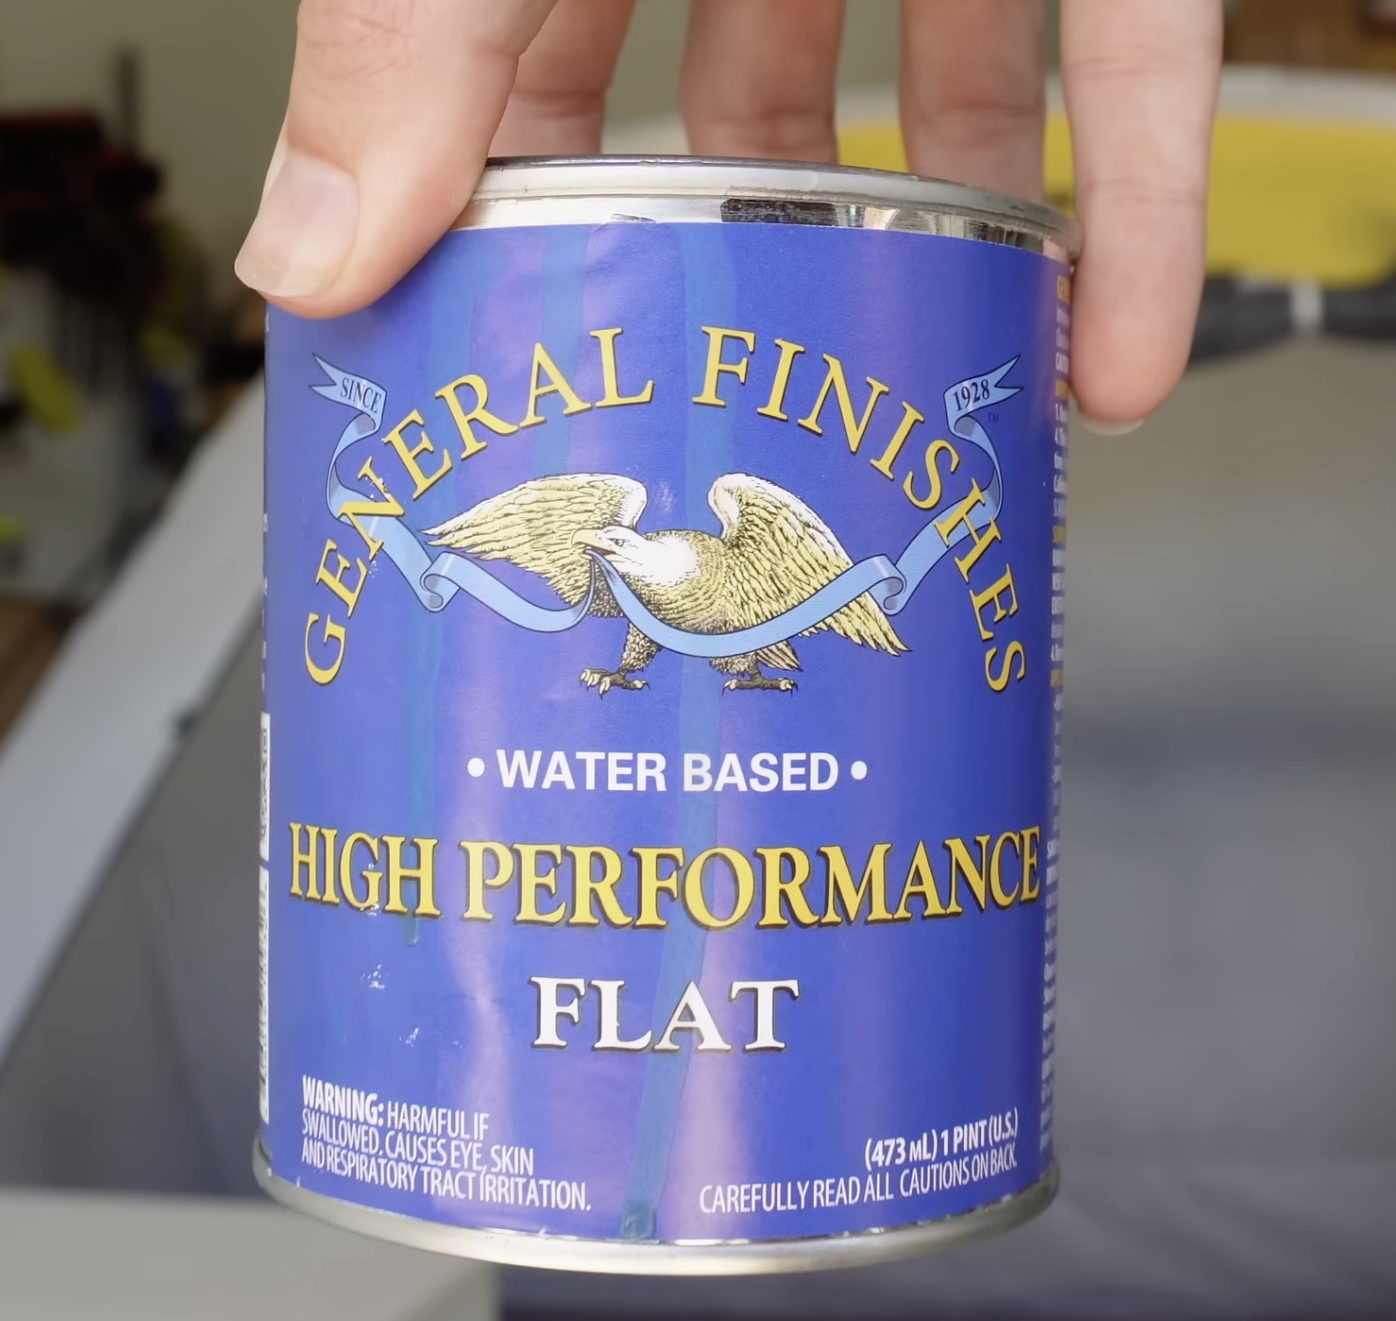 SINCE 1928 ™
GENERAL FINISHES
• WATER BASED •
HIGH PERFORMANCE
FLAT
WARNING: HARMFUL IF
SWALLOWED, CAUSES EYE, SKIN
AND RESPIRATORY TRACT IRRITATION.
(473 mL) 1 PINT (U.S.)
CAREFULLY READ ALL CAUTIONS ON BACK.